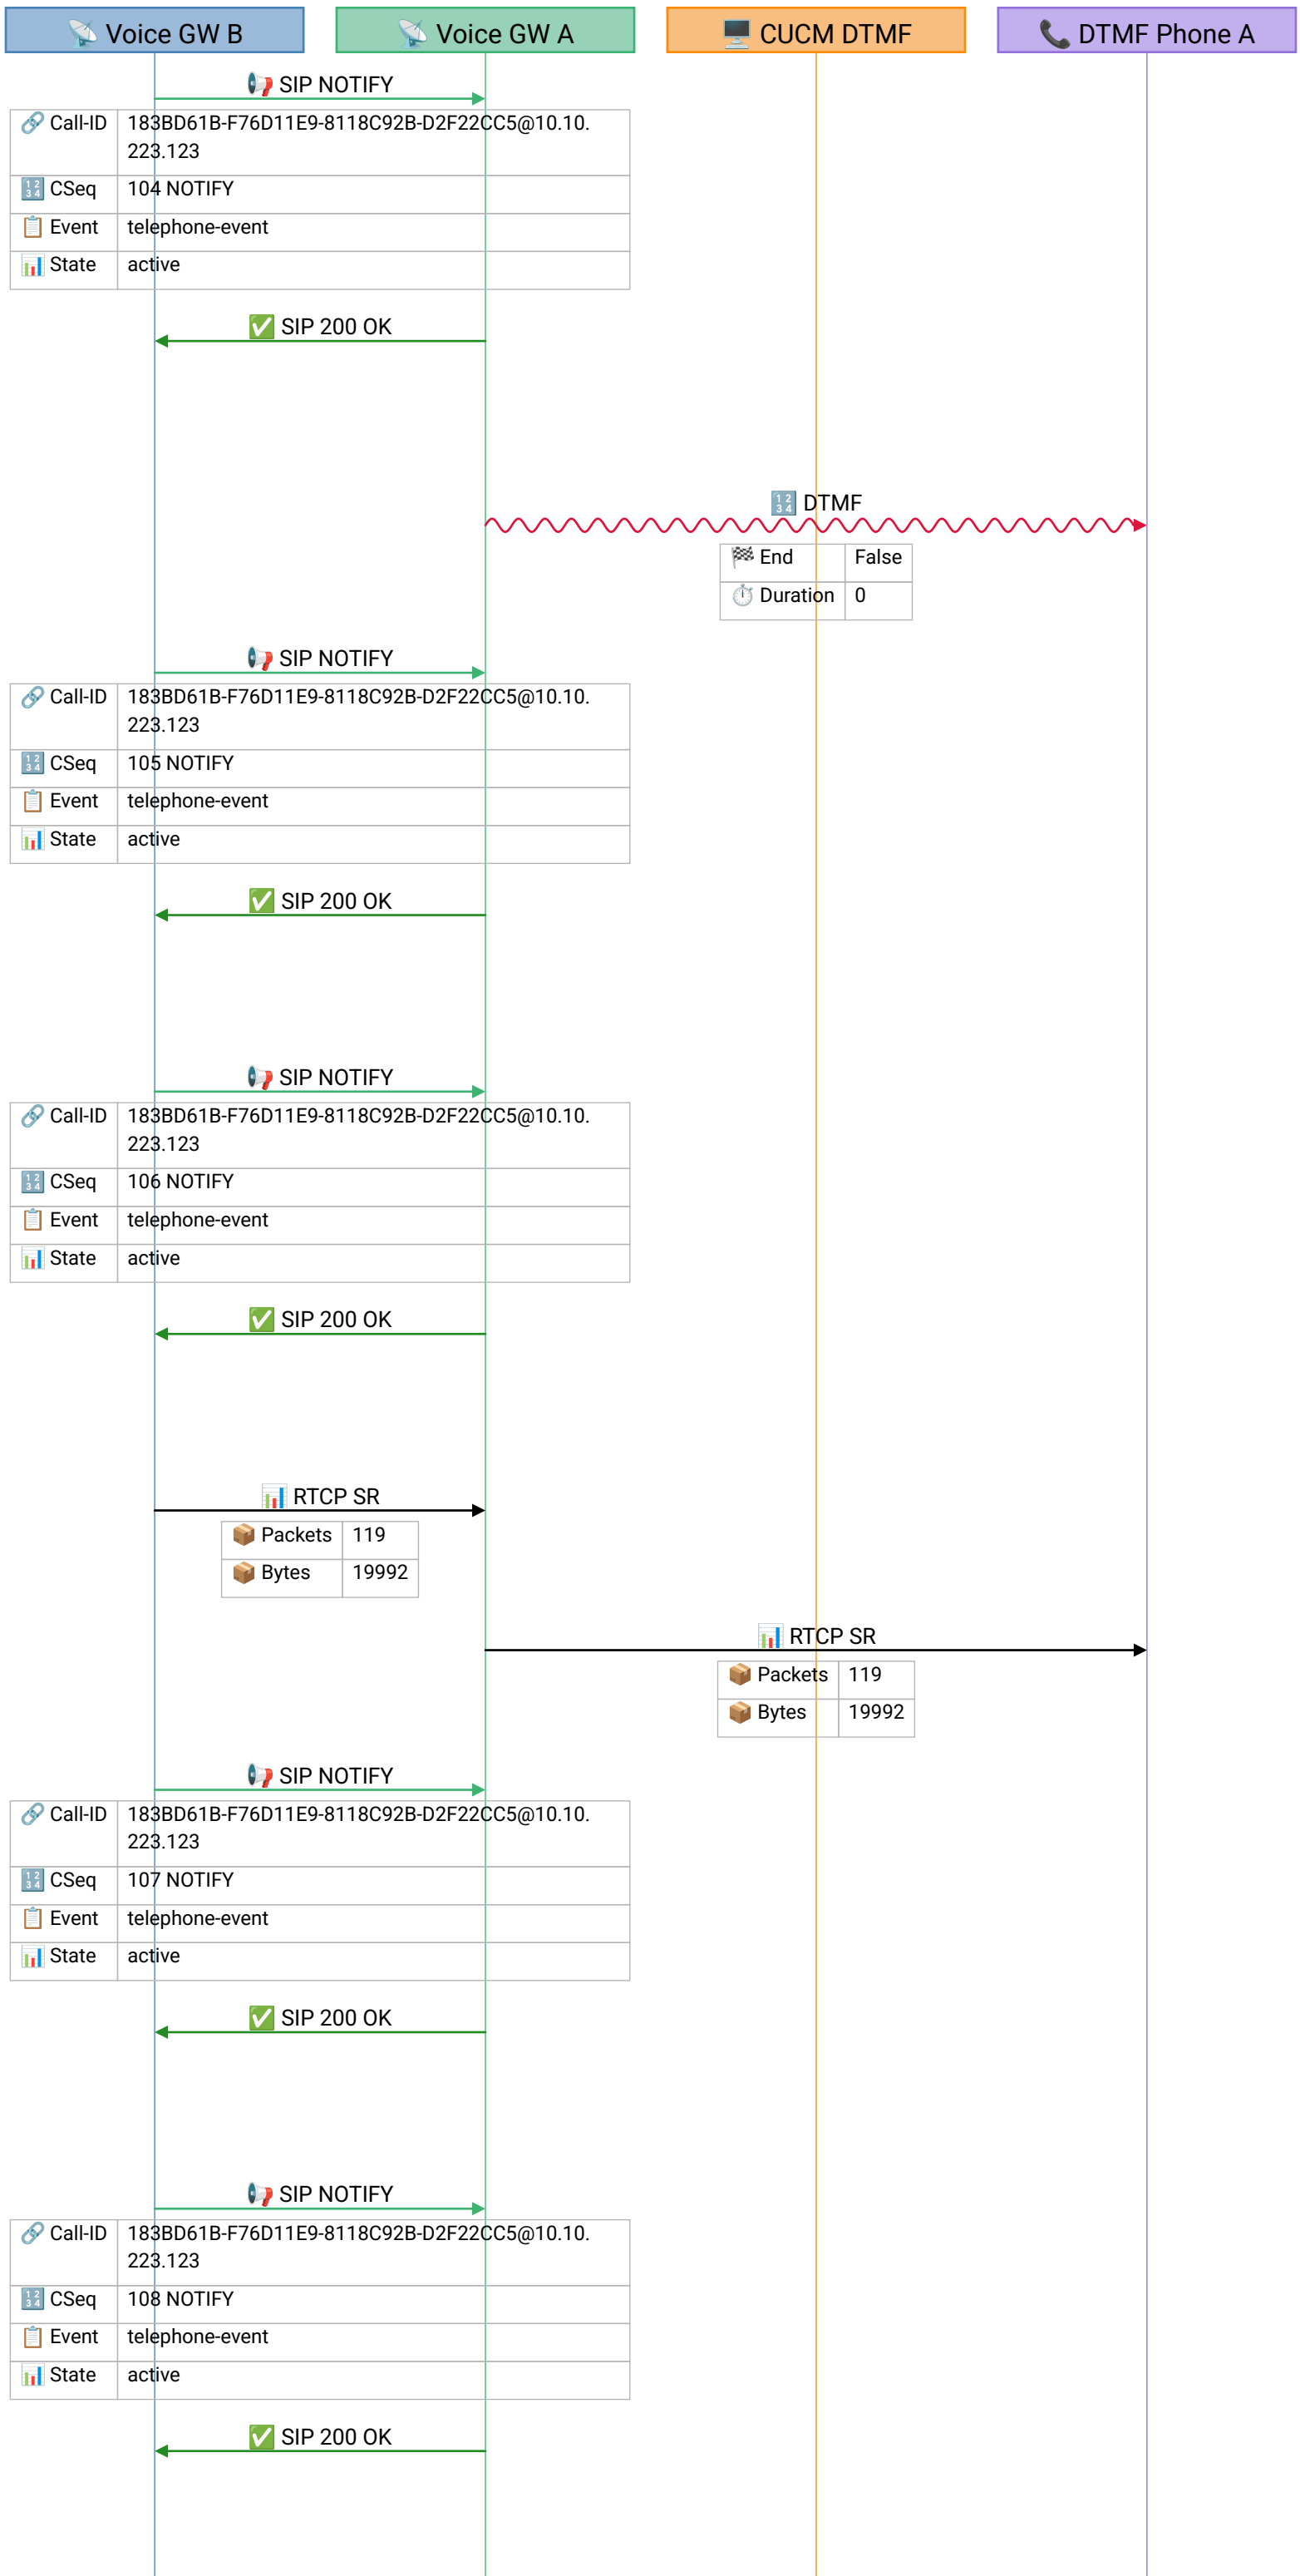 📡 Voice GW B
📡 Voice GW A
🖥️ CUCM DTMF
📞 DTMF Phone A
📢 SIP NOTIFY
🔗 Call-ID 183BD61B-F76D11E9-8118C92B-D2F22CC5@10.10.
223.123
🔢 CSeq 104 NOTIFY
📋 Event telephone-event
📊 State active
✅ SIP 200 OK
🔢 DTMF
🏁 End False
⏱️ Duration 0
📢 SIP NOTIFY
🔗 Call-ID 183BD61B-F76D11E9-8118C92B-D2F22CC5@10.10.
223.123
🔢 CSeq 105 NOTIFY
📋 Event telephone-event
📊 State active
✅ SIP 200 OK
📢 SIP NOTIFY
🔗 Call-ID 183BD61B-F76D11E9-8118C92B-D2F22CC5@10.10.
223.123
🔢 CSeq 106 NOTIFY
📋 Event telephone-event
📊 State active
✅ SIP 200 OK
📊 RTCP SR
📦 Packets 119
📦 Bytes 19992
📊 RTCP SR
📦 Packets 119
📦 Bytes 19992
📢 SIP NOTIFY
🔗 Call-ID 183BD61B-F76D11E9-8118C92B-D2F22CC5@10.10.
223.123
🔢 CSeq 107 NOTIFY
📋 Event telephone-event
📊 State active
✅ SIP 200 OK
📢 SIP NOTIFY
🔗 Call-ID 183BD61B-F76D11E9-8118C92B-D2F22CC5@10.10.
223.123
🔢 CSeq 108 NOTIFY
📋 Event telephone-event
📊 State active
✅ SIP 200 OK